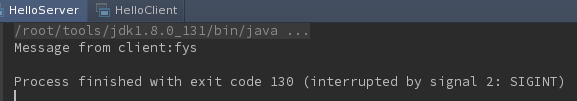 HelloServer HelloClient
/root/tools/jdk1.8.0_131/bin/java ...
Message from client:fys
Process finished with exit code 130 (interrupted by signal 2: SIGINT)